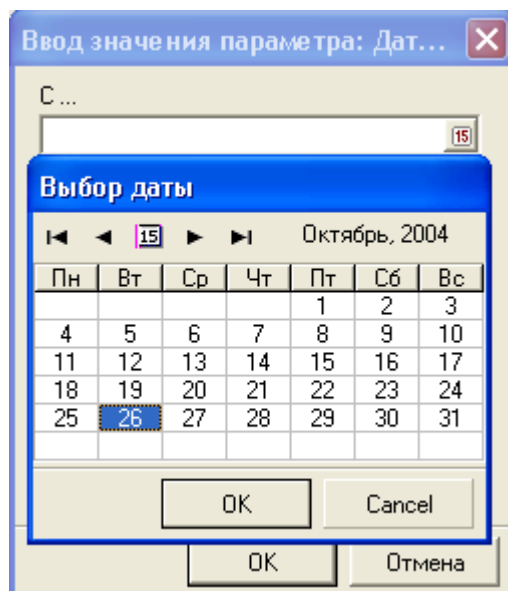 Ввод значения параметра: Дат...
С ...
15
Выбор даты
15 Октябрь, 2004
Пн Вт Ср Чт Пт Сб Вс
1 2 3
4 5 6 7 8 9 10
11 12 13 14 15 16 17
18 19 20 21 22 23 24
25 26 27 28 29 30 31
OK Cancel
OK Отмена